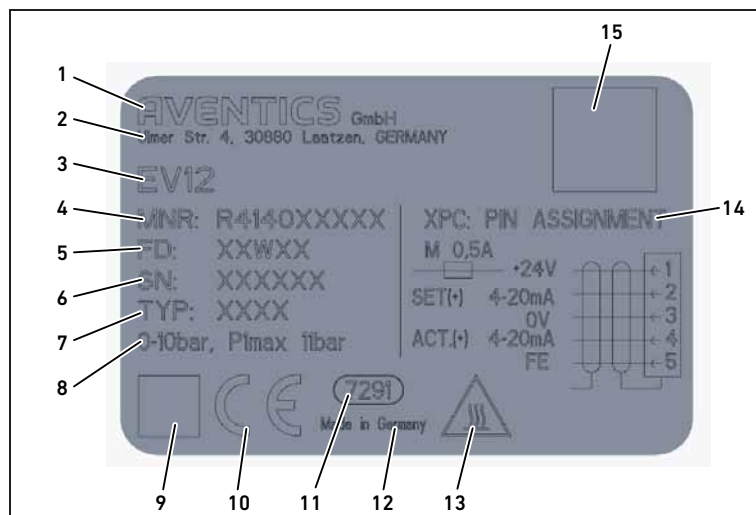 15
1
AVENTICS GmbH
2
Ulmer Str. 4, 30880 Laatzen, GERMANY
3
EV12
4
MNR: R4140XXXXX
XPC: PIN ASSIGNMENT
14
5
FD: XXWXX
M 0,5A
+24V
1
6
SN: XXXXXX
SET(+) 4-20mA
2
0V
3
7
TYP: XXXX
ACT.(+) 4-20mA
4
FE
5
8
0-10bar, P1max 11bar
CE
7291
Made in Germany
9
10
11
12
13